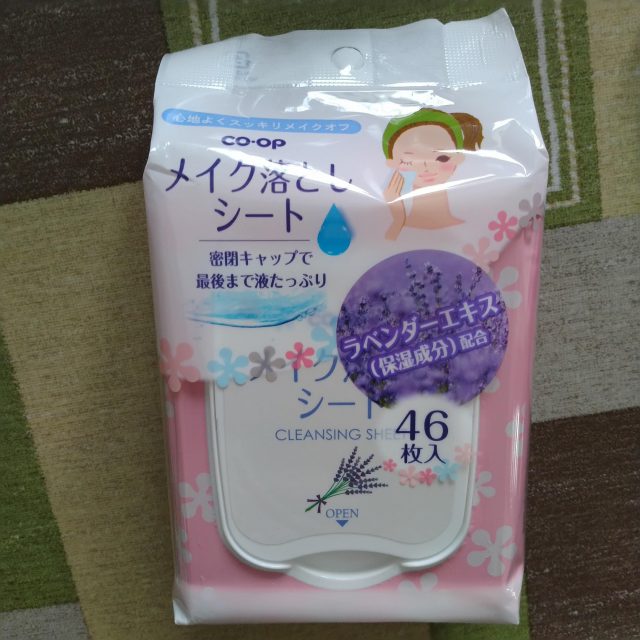 心地よくスッキリメイクオフ
CO·OP
メイク落とし
シート
密閉キャップで
最後まで液たっぷり
ラベンダーエキス
(保湿成分)配合
イク
シート
CLEANSING SHEET
46
枚入
OPEN